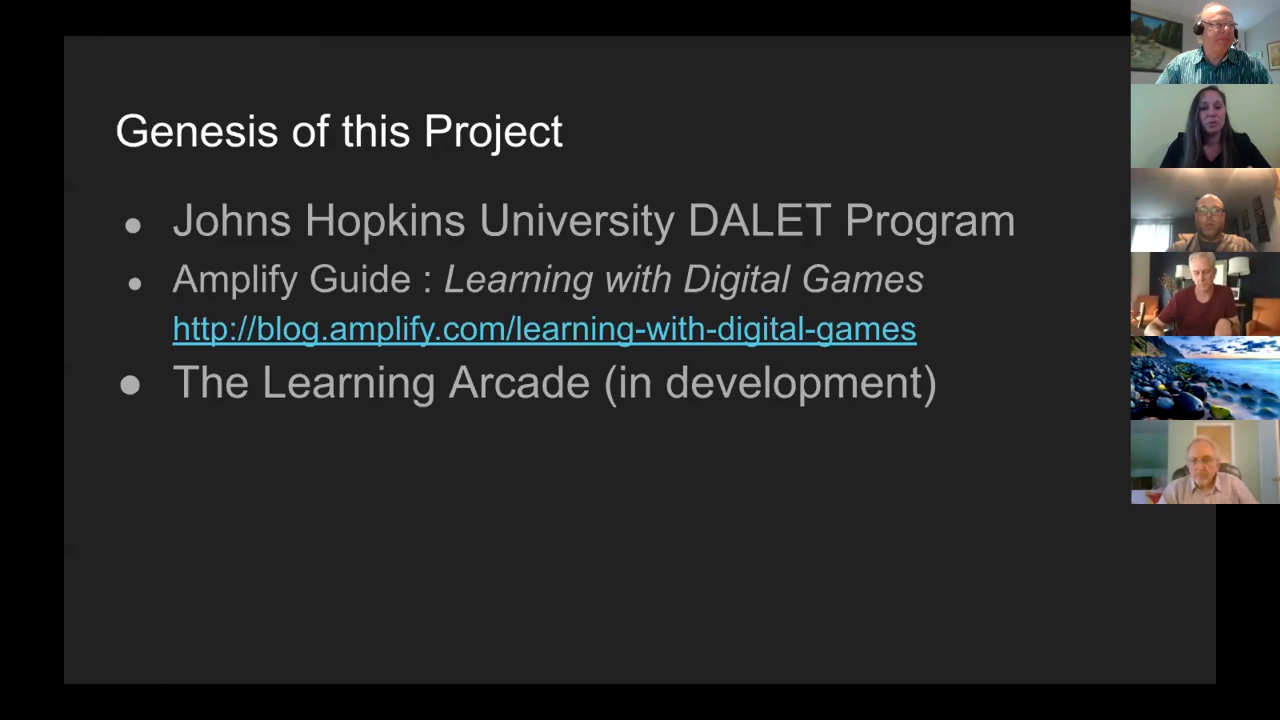 Genesis of this Project
● Johns Hopkins University DALET Program
● Amplify Guide : Learning with Digital Games
http://blog.amplify.com/learning-with-digital-games
● The Learning Arcade (in development)